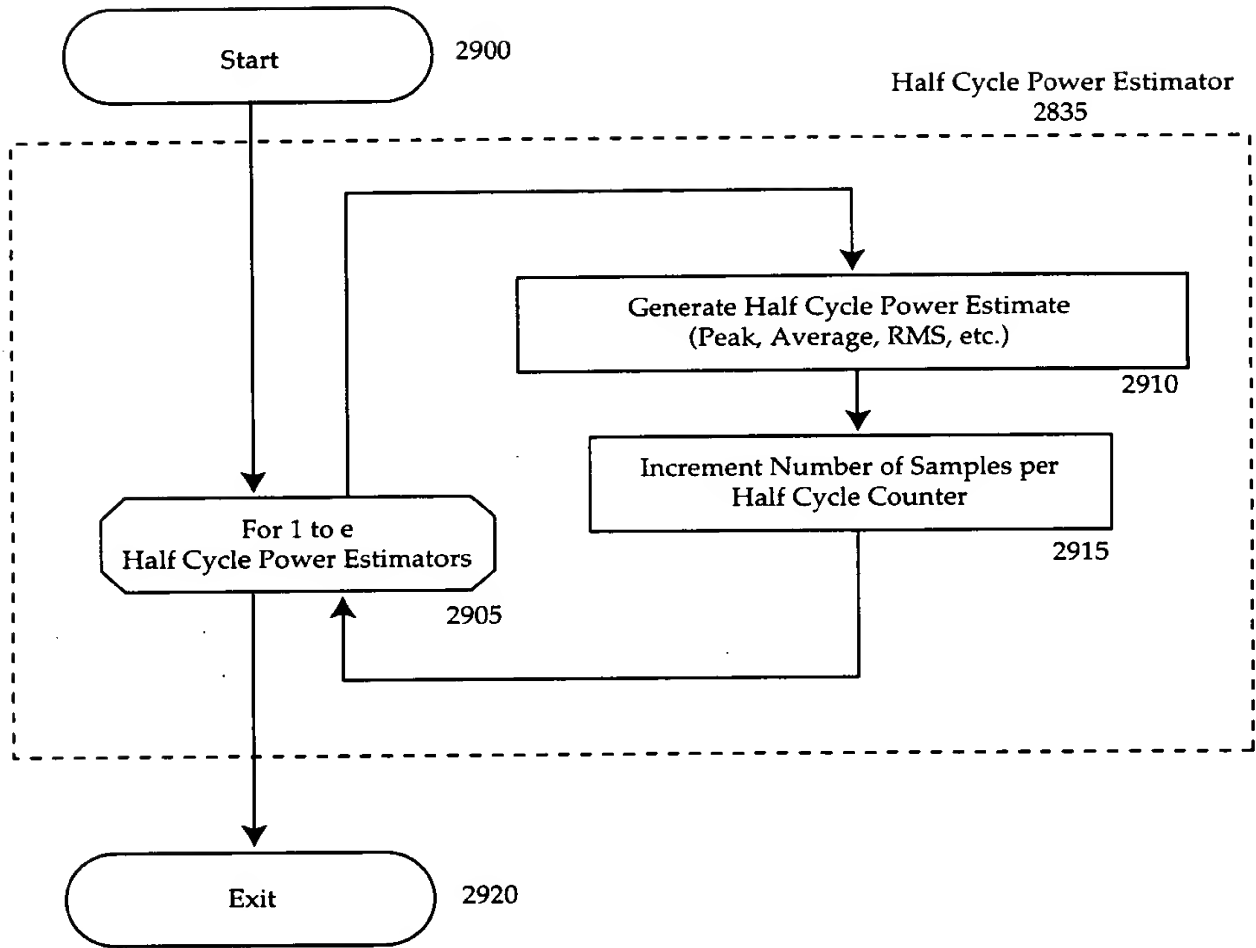 Start
2900
Half Cycle Power Estimator
2835
Generate Half Cycle Power Estimate
(Peak, Average, RMS, etc.)
2910
Increment Number of Samples per
Half Cycle Counter
2915
For 1 to e
Half Cycle Power Estimators
2905
Exit
2920